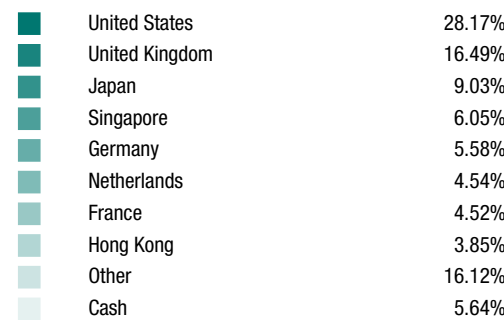 United States 28.17%
United Kingdom 16.49%
Japan 9.03%
Singapore 6.05%
Germany 5.58%
Netherlands 4.54%
France 4.52%
Hong Kong 3.85%
Other 16.12%
Cash 5.64%